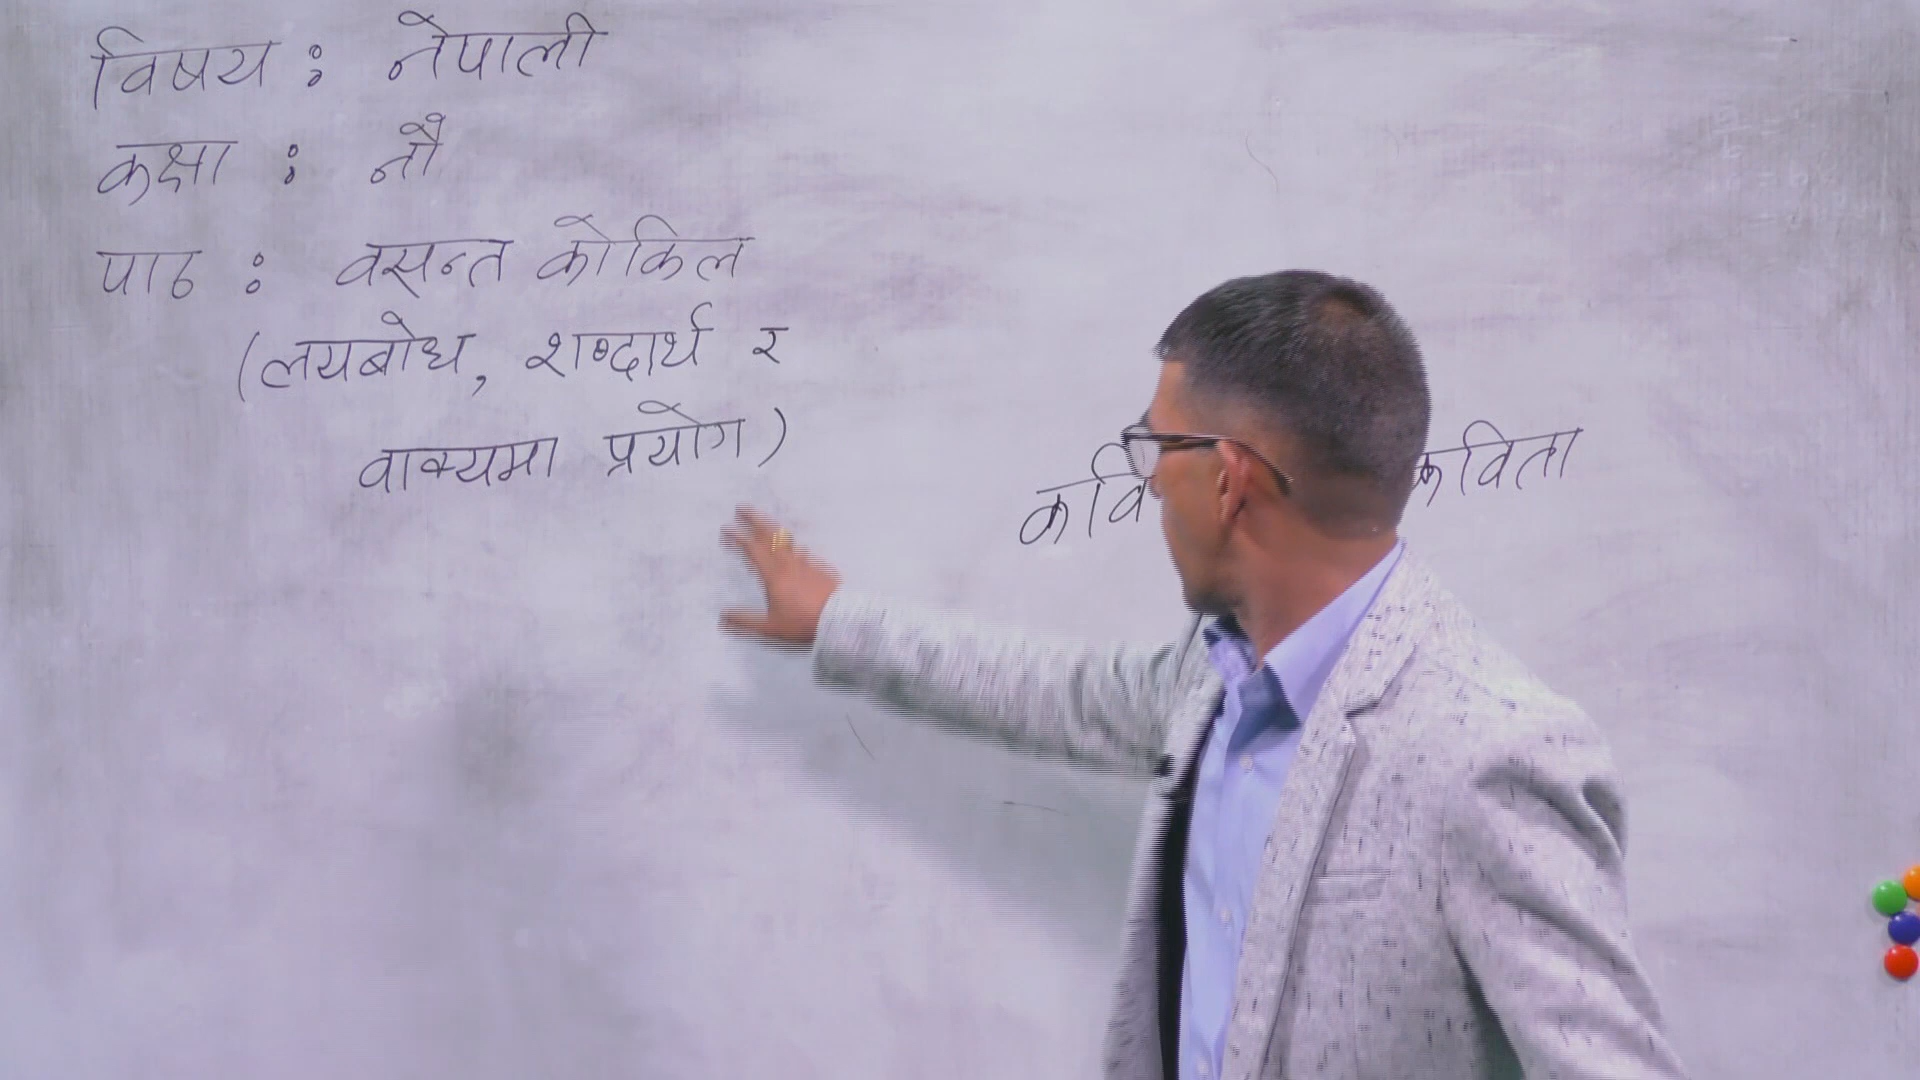 विषय : नेपाली
कक्षा : नौ
पाठ : वसन्त कोकिल
(लयबोध, शब्दार्थ र
वाक्यमा प्रयोग)
कवि कविता